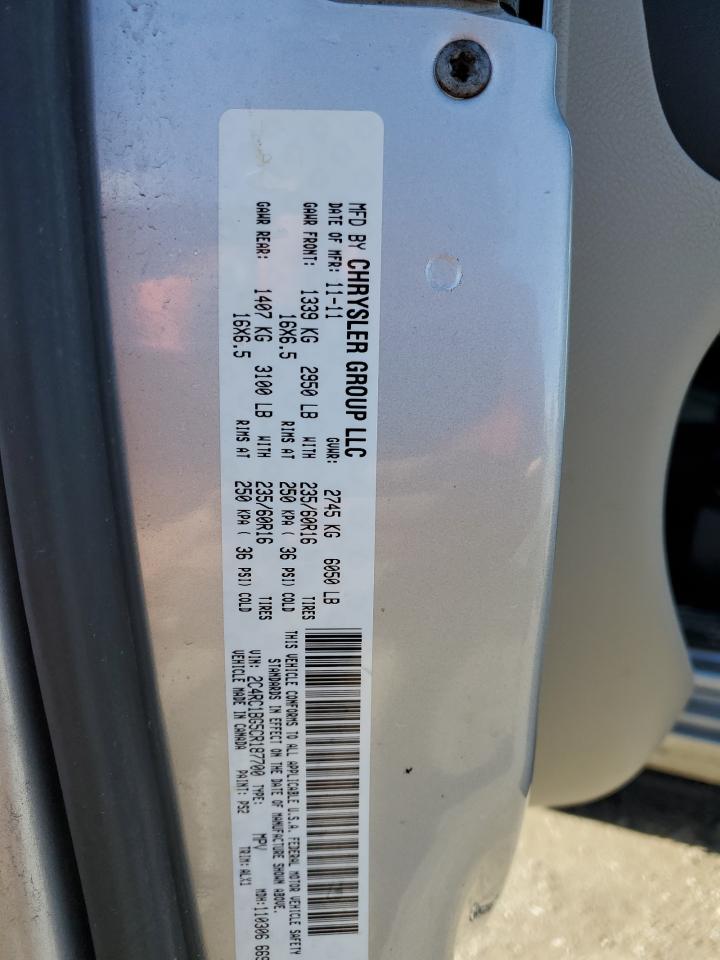 MFD BY CHRYSLER GROUP LLC
DATE OF MFR: 11-11 GVWR: 2745 KG 6050 LB
GAWR FRONT: 1339 KG 2950 LB WITH 235/60R16 TIRES
16X6.5 RIMS AT 250 KPA ( 36 PSI) COLD
GAWR REAR: 1407 KG 3100 LB WITH 235/60R16 TIRES
16X6.5 RIMS AT 250 KPA ( 36 PSI) COLD
THIS VEHICLE CONFORMS TO ALL APPLICABLE U.S.A. FEDERAL MOTOR VEHICLE SAFETY
STANDARDS IN EFFECT ON THE DATE OF MANUFACTURE SHOWN ABOVE.
VIN: 2C4RC1BG5CR187700 TYPE: MPV MDH:110306
VEHICLE MADE IN CANADA PAINT: PS2 TRIM:ALX1